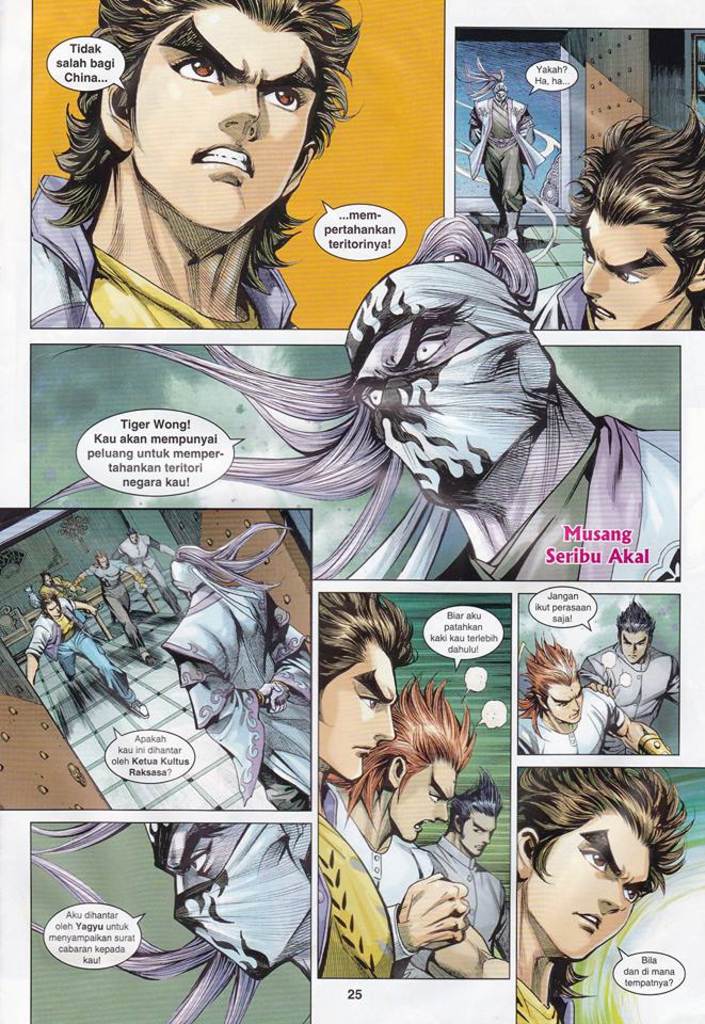 Tidak
salah bagi
China...
...mem-
pertahankan
teritorinya!
Yakah?
Ha, ha...
Tiger Wong!
Kau akan mempunyai
peluang untuk memper-
tahankan teritori
negara kau!
Musang
Seribu Akal
Apakah
kau ini dihantar
oleh Ketua Kultus
Raksasa?
Biar aku
patahkan
kaki kau terlebih
dahulu!
Jangan
ikut perasaan
saja!
Aku dihantar
oleh Yagyu untuk
menyampaikan surat
cabaran kepada
kau!
Bila
dan di mana
tempatnya?
25